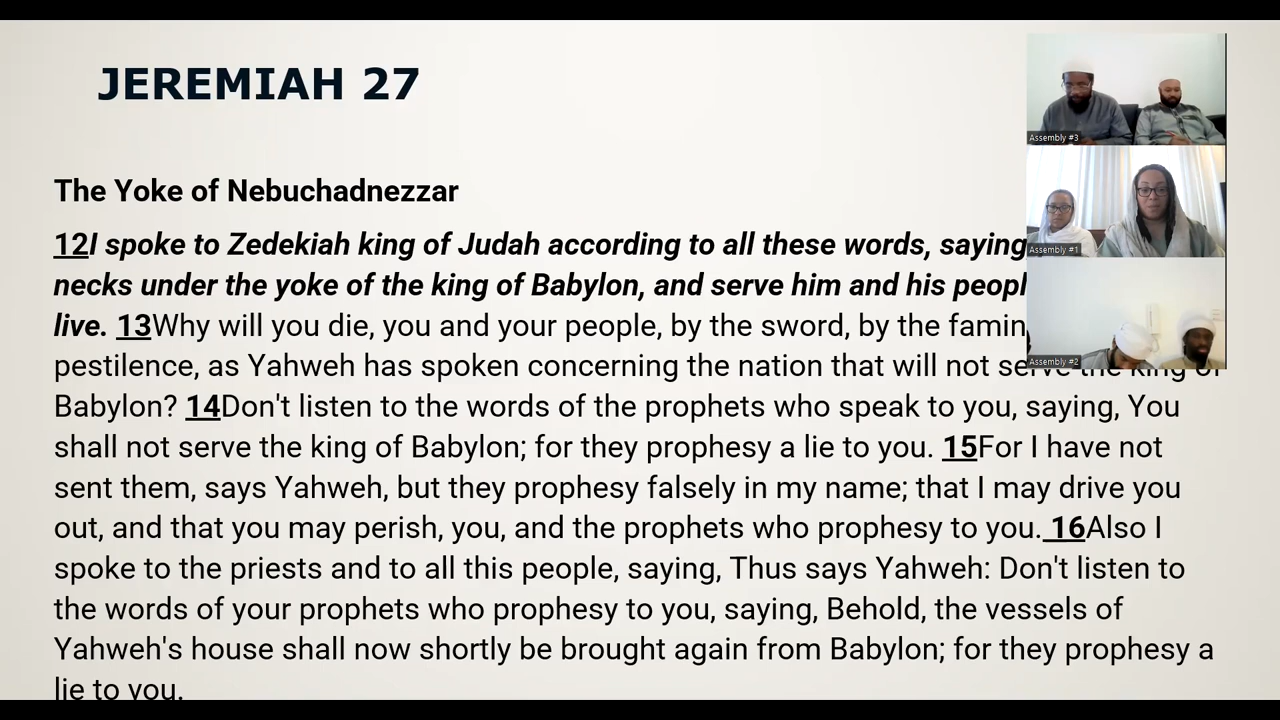 JEREMIAH 27
The Yoke of Nebuchadnezzar
12I spoke to Zedekiah king of Judah according to all these words, saying
necks under the yoke of the king of Babylon, and serve him and his
live. 13Why will you die, you and your people, by the sword, by the
pestilence, as Yahweh has spoken concerning the nation that will not serve the king of
Babylon? 14Don't listen to the words of the prophets who speak to you, saying, You
shall not serve the king of Babylon; for they prophesy a lie to you. 15For I have not
sent them, says Yahweh, but they prophesy falsely in my name; that I may drive you
out, and that you may perish, you, and the prophets who prophesy to you. 16Also I
spoke to the priests and to all this people, saying, Thus says Yahweh: Don't listen to
the words of your prophets who prophesy to you, saying, Behold, the vessels of
Yahweh's house shall now shortly be brought again from Babylon; for they prophesy a
lie to you.
Assembly #3
Assembly #1
Assembly #2